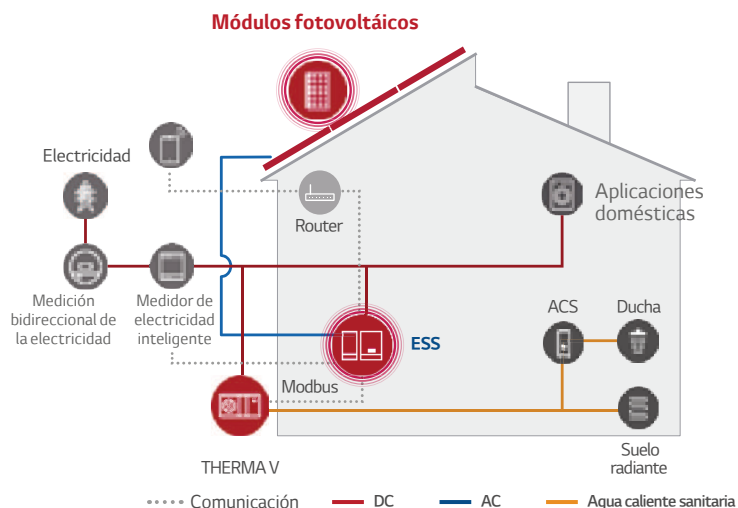 Módulos fotovoltáicos
Electricidad
Router
Aplicaciones
domésticas
Medición
bidireccional de
la electricidad
Medidor de
electricidad
inteligente
ESS
ACS
Ducha
Modbus
THERMA V
Suelo
radiante
Comunicación
DC
AC
Agua caliente sanitaria